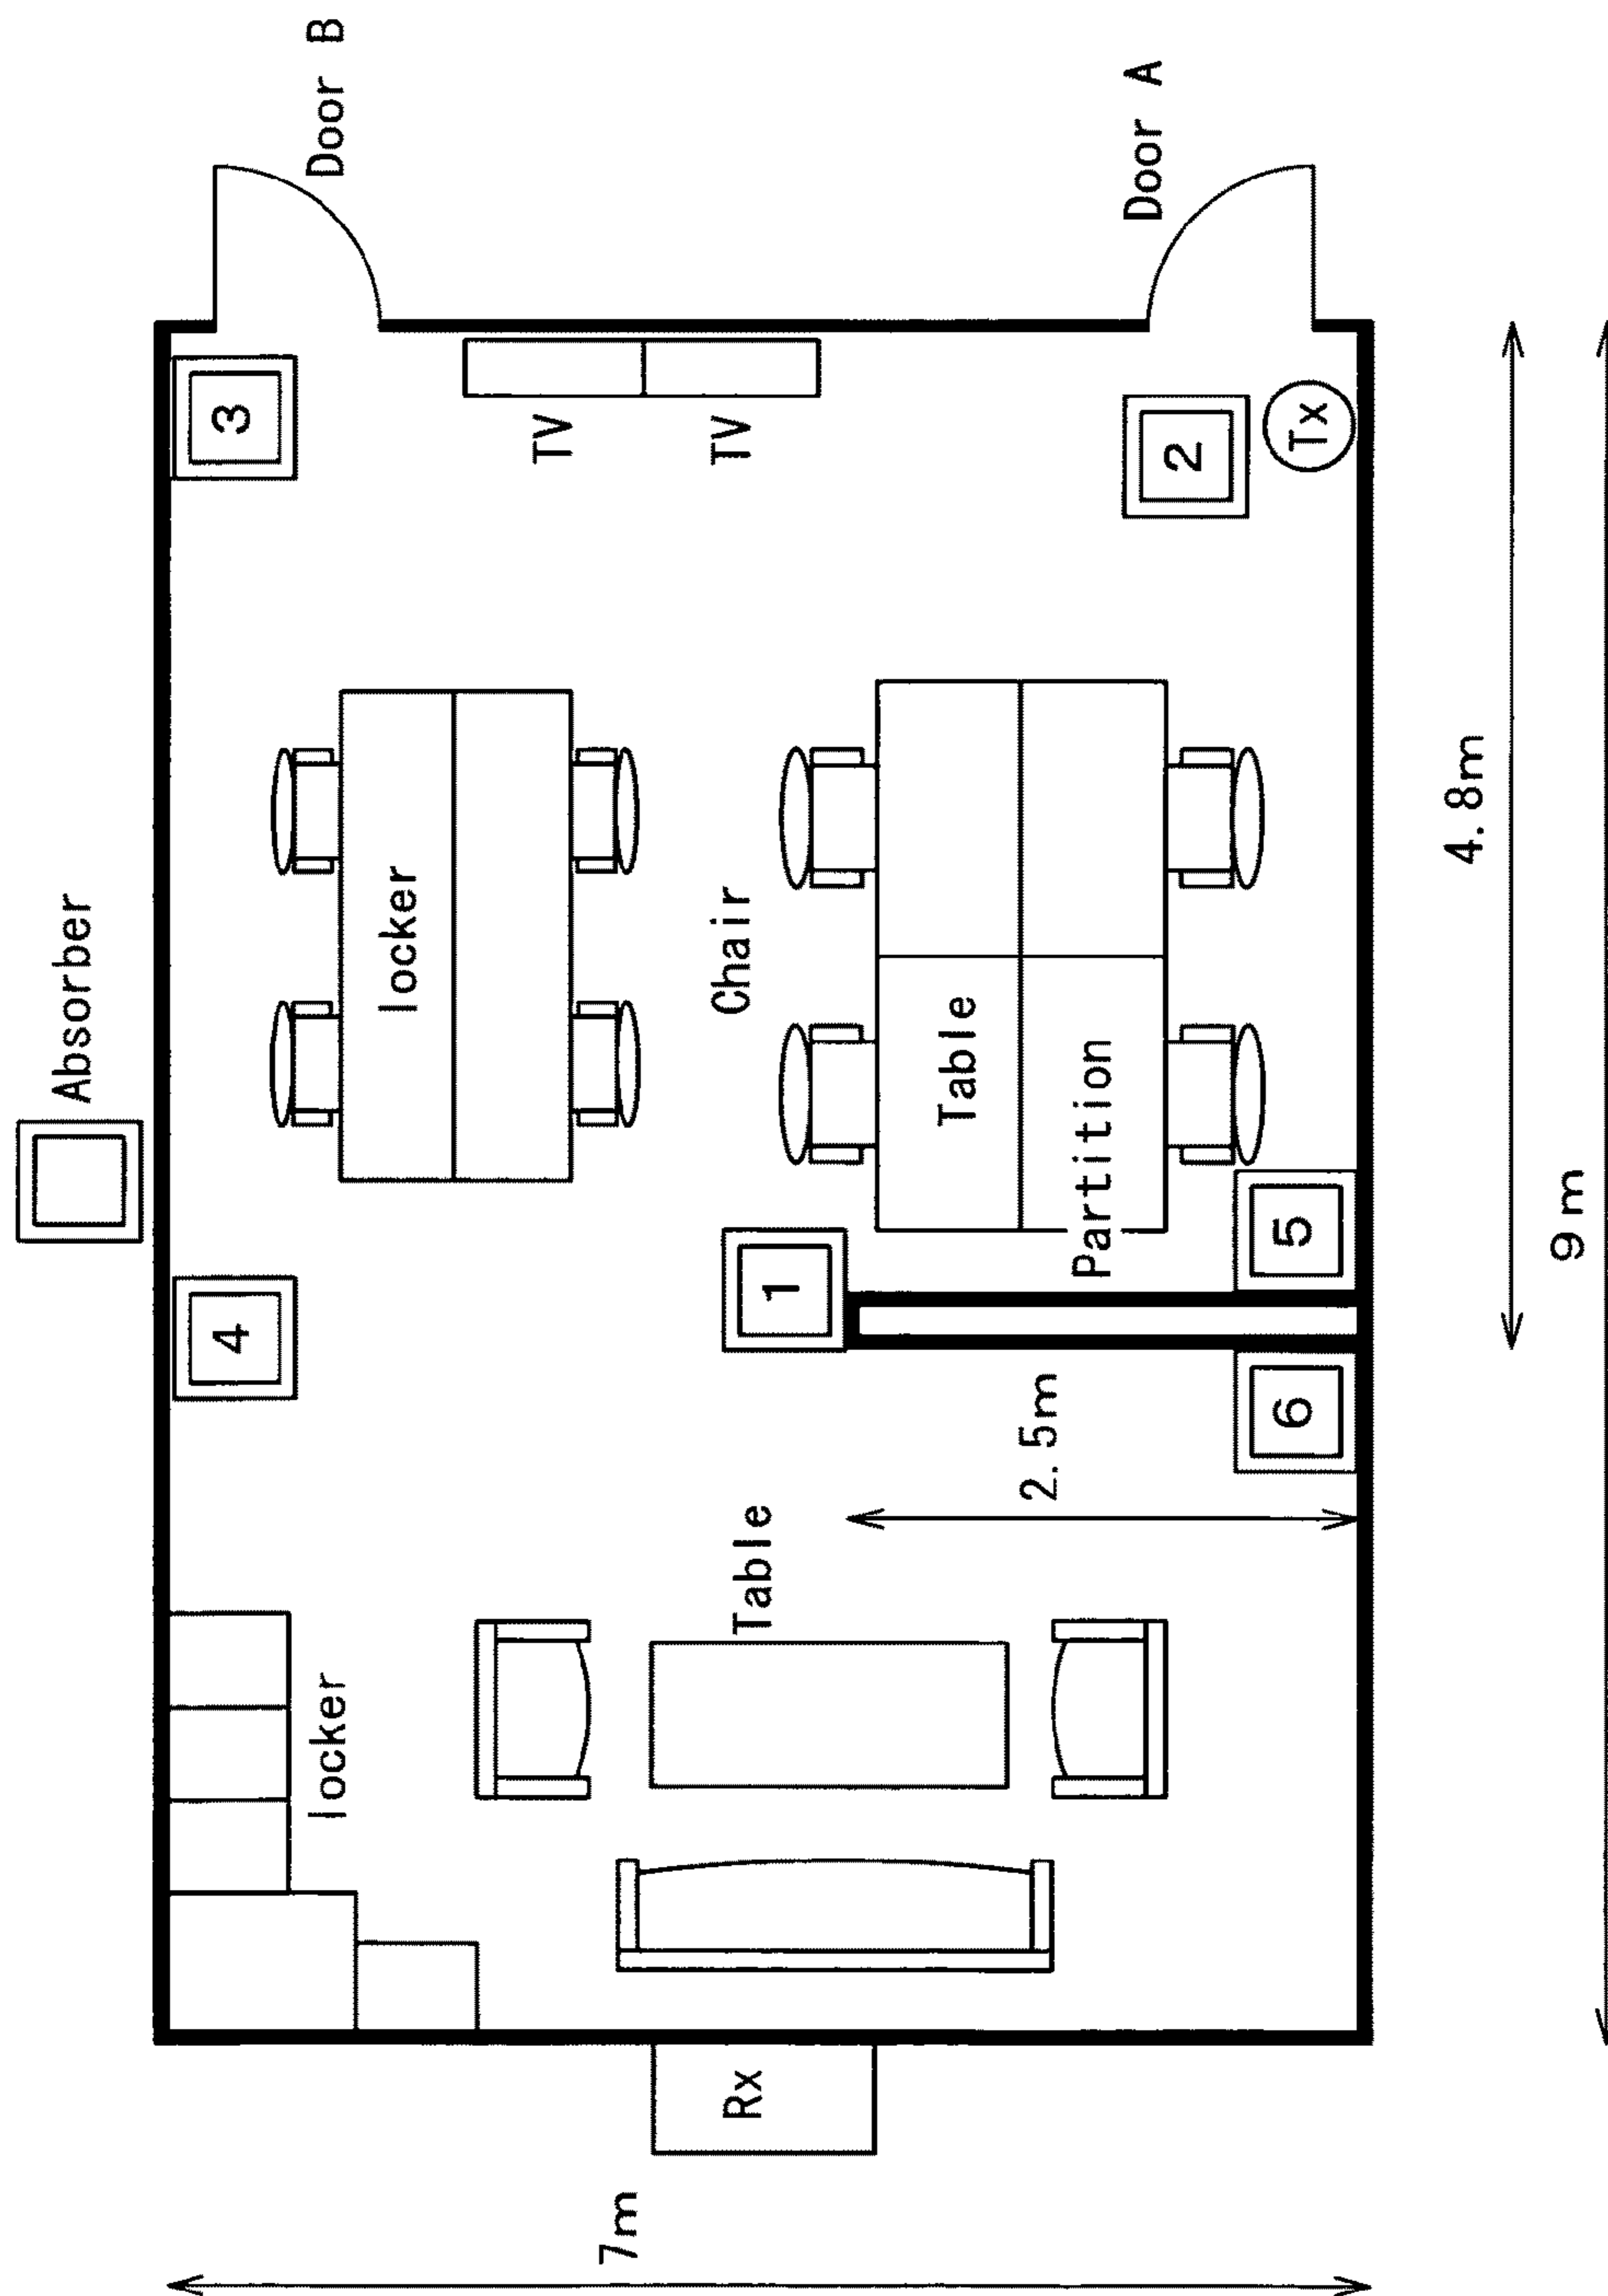 Absorber
3
Door B
4
locker
TV
TV
locker
Chair
1
Table
Table
2
Door A
Partition
5
6
Tx
Rx
2.5m
4.8m
9m
7m